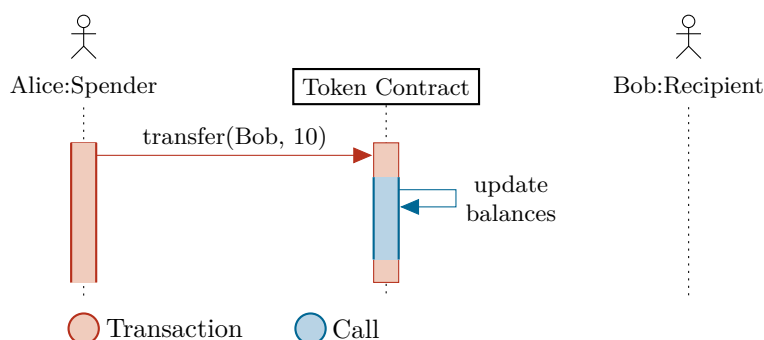 Alice:Spender
Token Contract
Bob:Recipient
transfer(Bob, 10)
update
balances
Transaction
Call